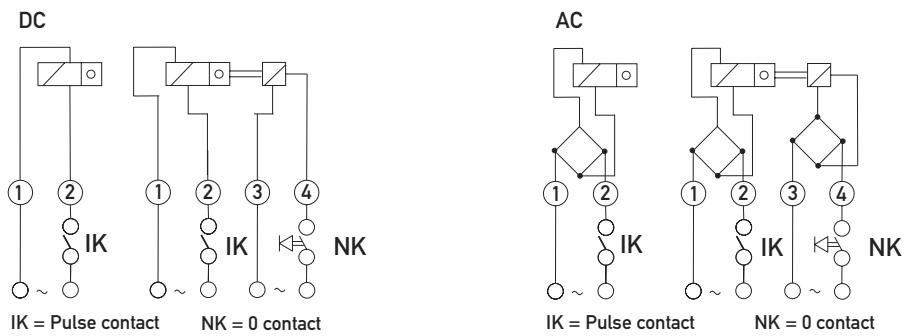 DC
AC
1 2 1 2 3 4
1 2 1 2 3 4
IK IK NK
IK IK NK
~ ~ ~
~ ~ ~
IK = Pulse contact NK = 0 contact
IK = Pulse contact NK = 0 contact